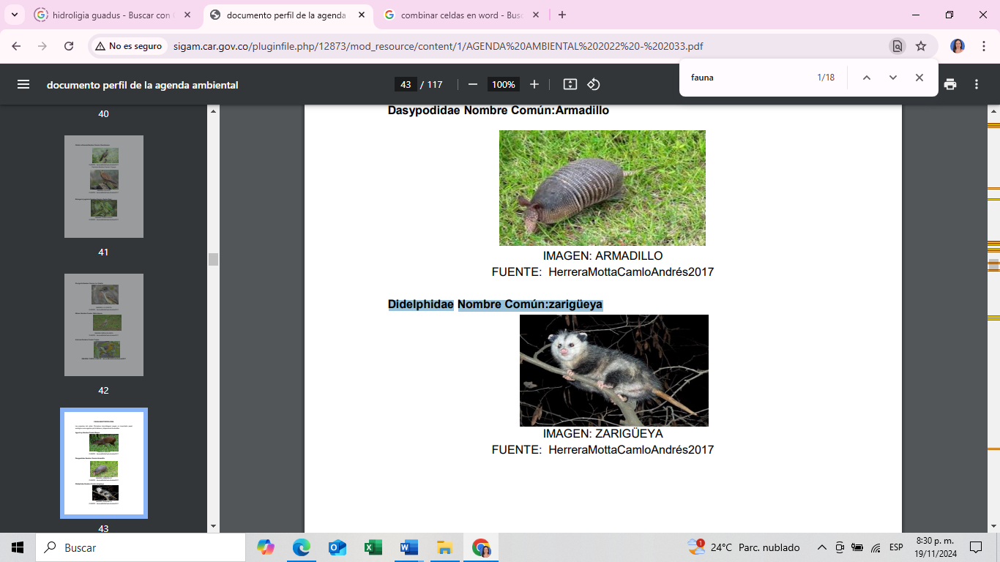 hidroligia guadus - Buscar con
documento perfil de la agenda
combinar celdas en word - Bus
No es seguro
sigam.car.gov.co/pluginfile.php/12873/mod_resource/content/1/AGENDA%20AMBIENTAL%202022%20-%202033.pdf
fauna
1/18
documento perfil de la agenda ambiental
43 / 117
100%
40
41
42
43
Dasypodidae Nombre Común:Armadillo
IMAGEN: ARMADILLO
FUENTE: HerreraMottaCamloAndrés2017
Didelphidae Nombre Común:zarigüeya
IMAGEN: ZARIGÜEYA
FUENTE: HerreraMottaCamloAndrés2017
Buscar
1
24°C Parc. nublado
ESP
8:30 p. m.
19/11/2024